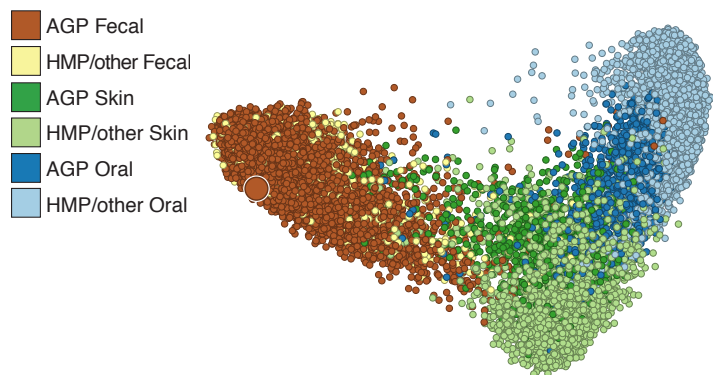 AGP Fecal
HMP/other Fecal
AGP Skin
HMP/other Skin
AGP Oral
HMP/other Oral